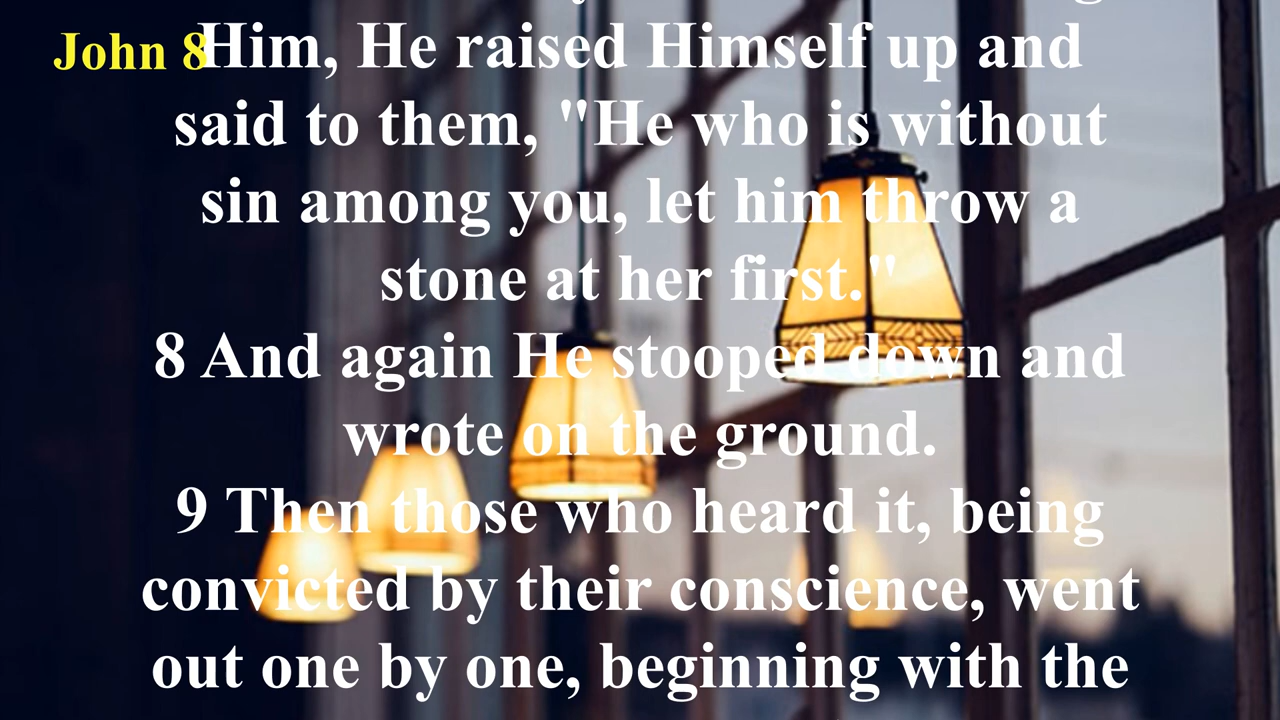 John 8
Him, He raised Himself up and
said to them, "He who is without
sin among you, let him throw a
stone at her first."
8 And again He stooped down and
wrote on the ground.
9 Then those who heard it, being
convicted by their conscience, went
out one by one, beginning with the